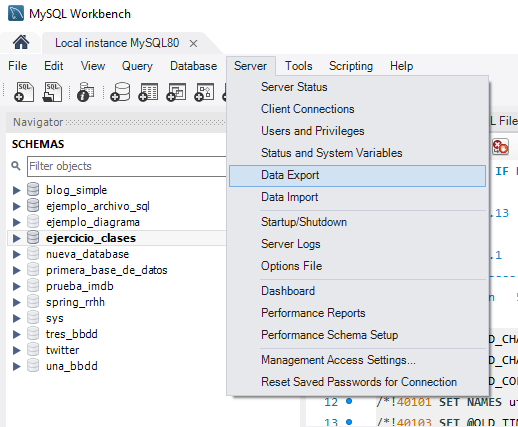 MySQL Workbench
Local instance MySQL80
File Edit View Query Database Server Tools Scripting Help
SQL SQL
Navigator
SCHEMAS
Filter objects
blog_simple
ejemplo_archivo_sql
ejemplo_diagrama
ejercicio_clases
nueva_database
primera_base_de_datos
prueba_imdb
spring_rrhh
sys
tres_bbdd
twitter
una_bbdd
Server Status
Client Connections
Users and Privileges
Status and System Variables
Data Export
Data Import
Startup/Shutdown
Server Logs
Options File
Dashboard
Performance Reports
Performance Schema Setup
Management Access Settings...
Reset Saved Passwords for Connection
L File
IF
.13
.1
D_CHA
D_CHA
D_COL
12 /*!40101 SET NAMES u
13 /*!40103 SET @OLD_TIM